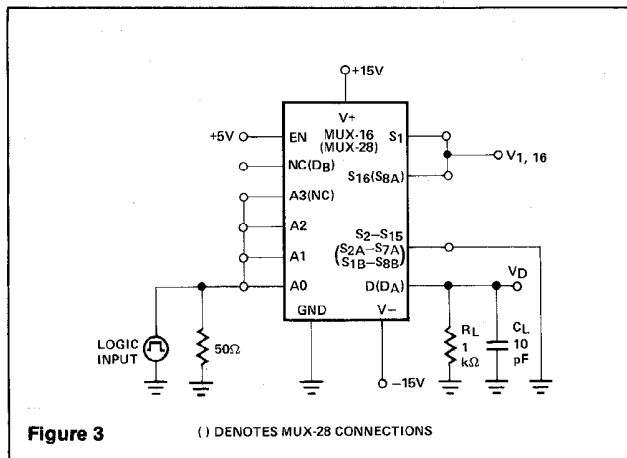 +15V
V+
+5V
EN
MUX-16
(MUX-28)
S1
NC(DB)
V1, 16
S16(S8A)
A3(NC)
A2
S2–S15
(S2A–S7A)
(S1B–S8B)
A1
A0
D(DA)
VD
GND
V–
LOGIC
INPUT
50Ω
RL
1
kΩ
CL
10
pF
–15V
Figure 3
( ) DENOTES MUX-28 CONNECTIONS